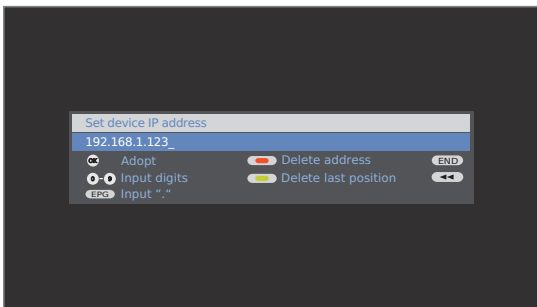 Set device IP address
192.168.1.123_
OK Adopt Delete address END
0-9 Input digits Delete last position
EPG Input “.”